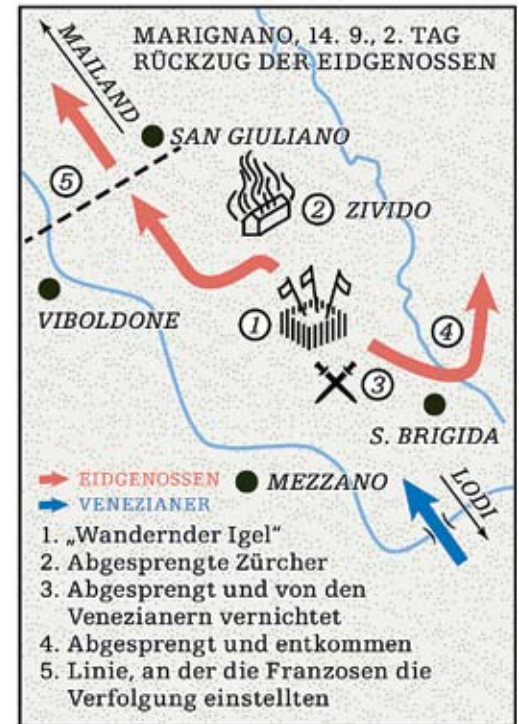 MARIGNANO, 14. 9., 2. TAG
RÜCKZUG DER EIDGENOSSEN
MAILAND
SAN GIULIANO
5
2 ZIVIDO
VIBOLDONE
1
4
3
S. BRIGIDA
MEZZANO
LODI
EIDGENOSSEN
VENEZIANER
1. „Wandernder Igel“
2. Abgesprengte Zürcher
3. Abgesprengt und von den
Venezianern vernichtet
4. Abgesprengt und entkommen
5. Linie, an der die Franzosen die
Verfolgung einstellten